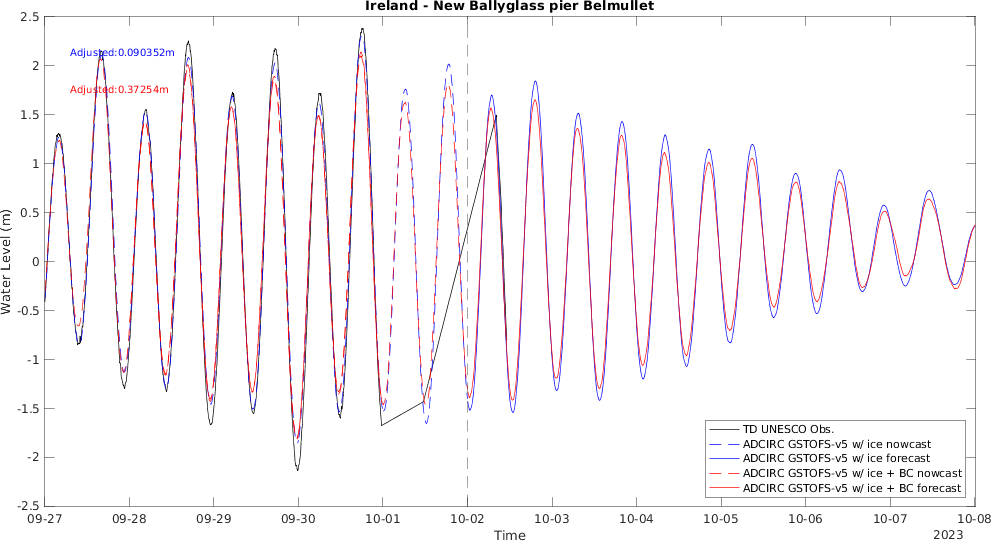 Ireland - New Ballyglass pier Belmullet
2.5
2
1.5
1
0.5
0
-0.5
-1
-1.5
-2
-2.5
Water Level (m)
Adjusted:0.090352m
Adjusted:0.37254m
TD UNESCO Obs.
ADCIRC GSTOFS-v5 w/ ice nowcast
ADCIRC GSTOFS-v5 w/ ice forecast
ADCIRC GSTOFS-v5 w/ ice + BC nowcast
ADCIRC GSTOFS-v5 w/ ice + BC forecast
09-27 09-28 09-29 09-30 10-01 10-02 10-03 10-04 10-05 10-06 10-07 10-08
Time
2023